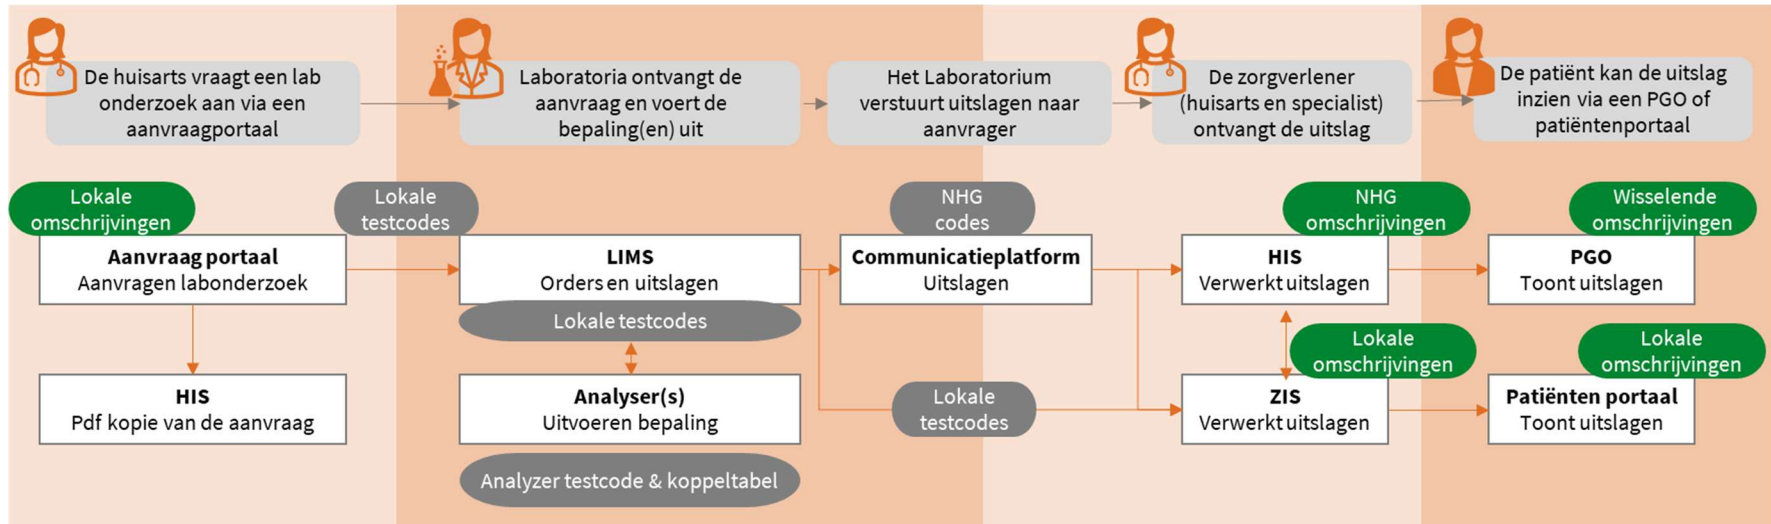 De huisarts vraagt een lab
onderzoek aan via een
aanvraagportaal
Laboratoria ontvangt de
aanvraag en voert de
bepaling(en) uit
Het Laboratorium
verstuurt uitslagen naar
aanvrager
De zorgverlener
(huisarts en specialist)
ontvangt de uitslag
De patiënt kan de uitslag
inzien via een PGO of
patiëntenportaal
Lokale
omschrijvingen
Lokale
testcodes
NHG
codes
NHG
omschrijvingen
Wisselende
omschrijvingen
Aanvraag portaal
Aanvragen labonderzoek
LIMS
Orders en uitslagen
Communicatieplatform
Uitslagen
HIS
Verwerkt uitslagen
PGO
Toont uitslagen
Lokale testcodes
Lokale
omschrijvingen
Lokale
omschrijvingen
HIS
Pdf kopie van de aanvraag
Analyser(s)
Uitvoeren bepaling
Lokale
testcodes
ZIS
Verwerkt uitslagen
Patiënten portaal
Toont uitslagen
Analyzer testcode & koppeltabel